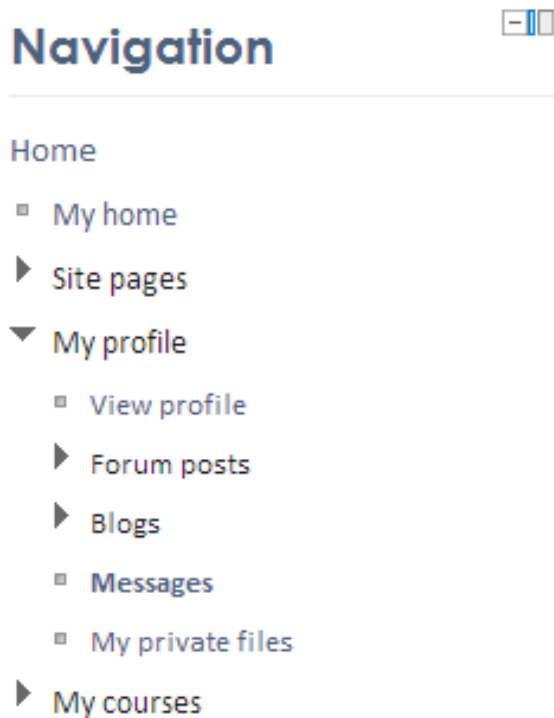 Navigation
Home
My home
Site pages
My profile
View profile
Forum posts
Blogs
Messages
My private files
My courses